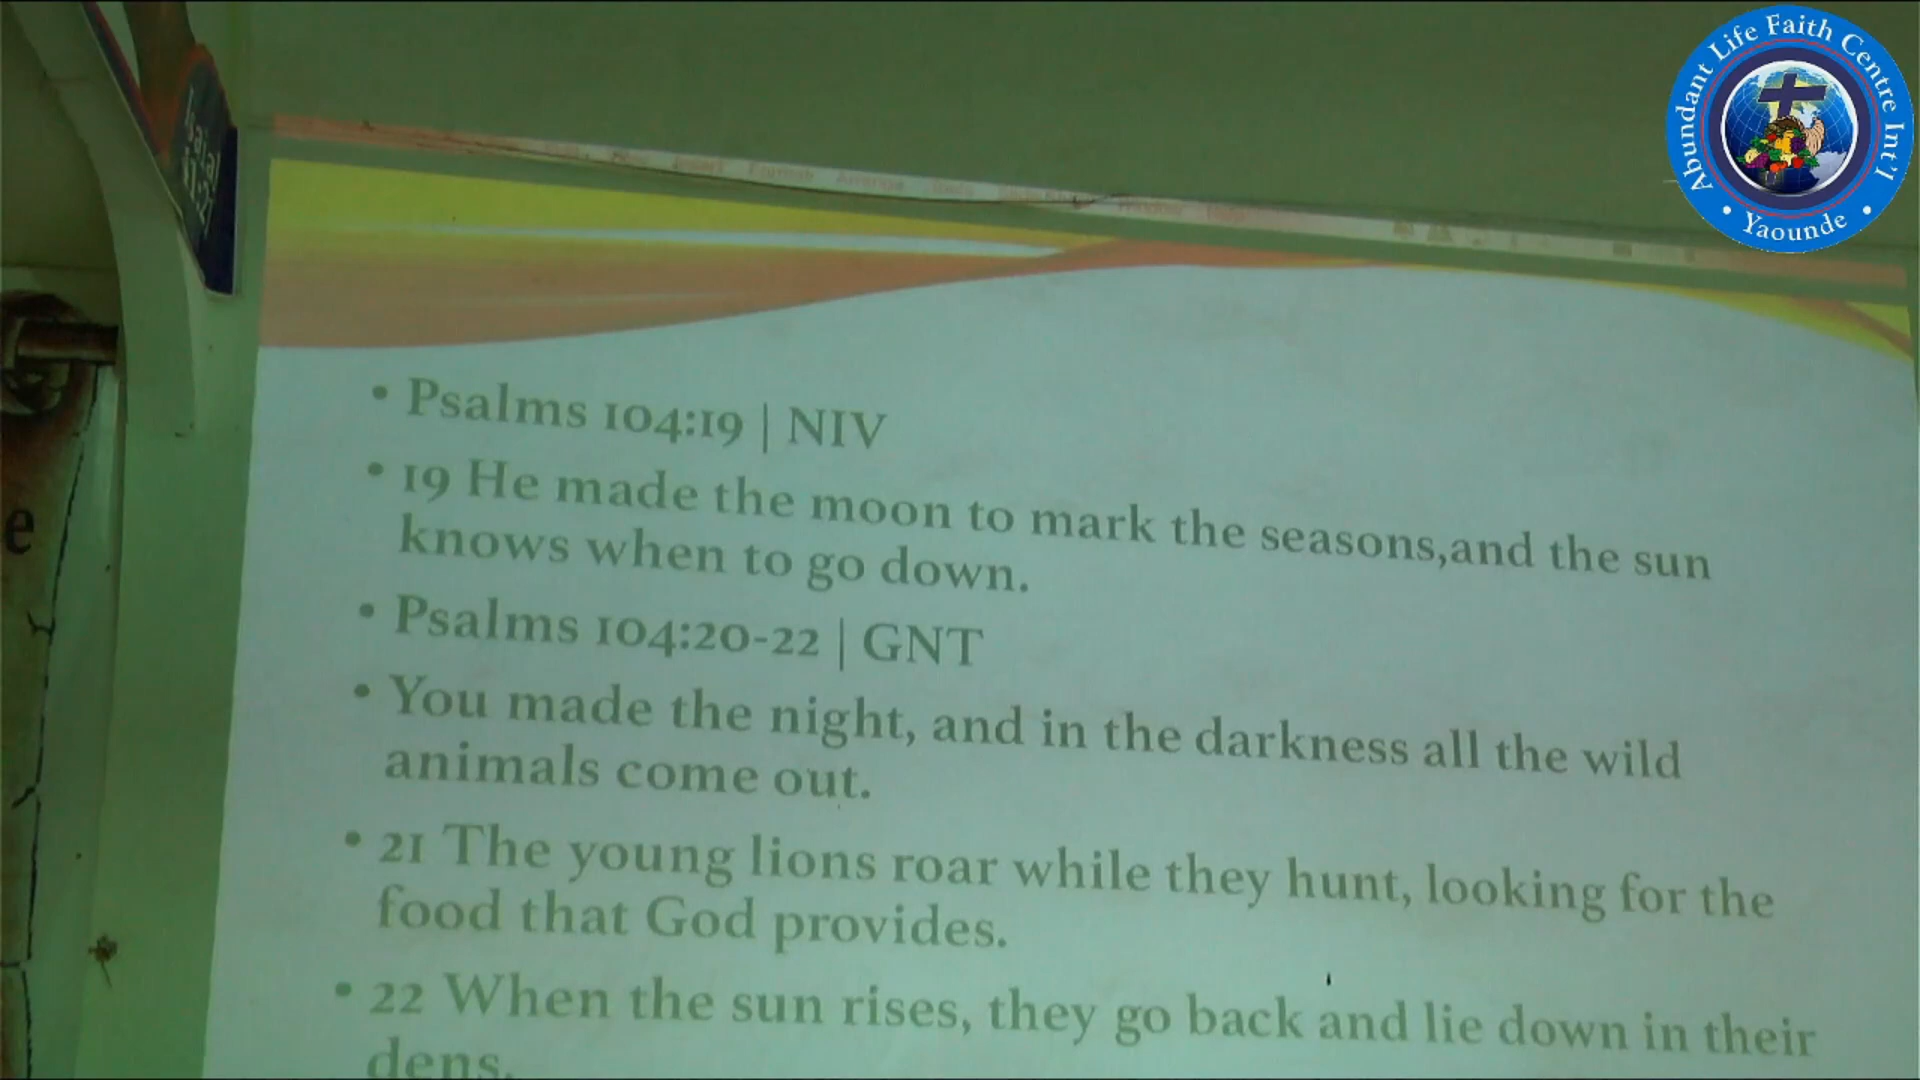 Abundant Life Faith Centre Int'l
• Yaounde •
• Psalms 104:19 | NIV
• 19 He made the moon to mark the seasons,and the sun
knows when to go down.
• Psalms 104:20-22 | GNT
• You made the night, and in the darkness all the wild
animals come out.
• 21 The young lions roar while they hunt, looking for the
food that God provides.
• 22 When the sun rises, they go back and lie down in their
dens.
e